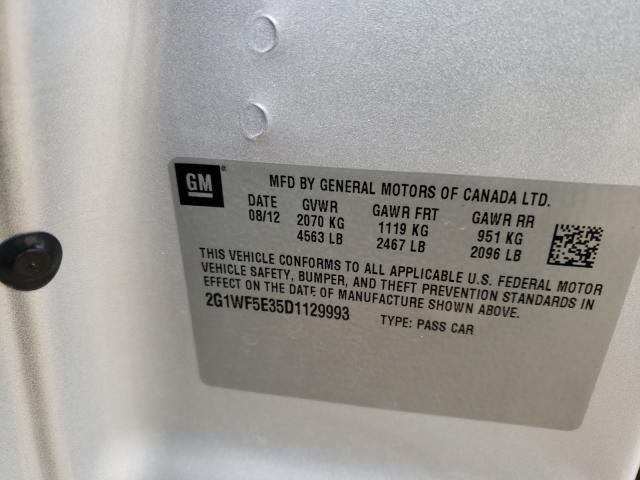 GM
MFD BY GENERAL MOTORS OF CANADA LTD.
DATE GVWR GAWR FRT GAWR RR
08/12 2070 KG 1119 KG 951 KG
4563 LB 2467 LB 2096 LB
THIS VEHICLE CONFORMS TO ALL APPLICABLE U.S. FEDERAL MOTOR
VEHICLE SAFETY, BUMPER, AND THEFT PREVENTION STANDARDS IN
EFFECT ON THE DATE OF MANUFACTURE SHOWN ABOVE.
2G1WF5E35D1129993 TYPE: PASS CAR